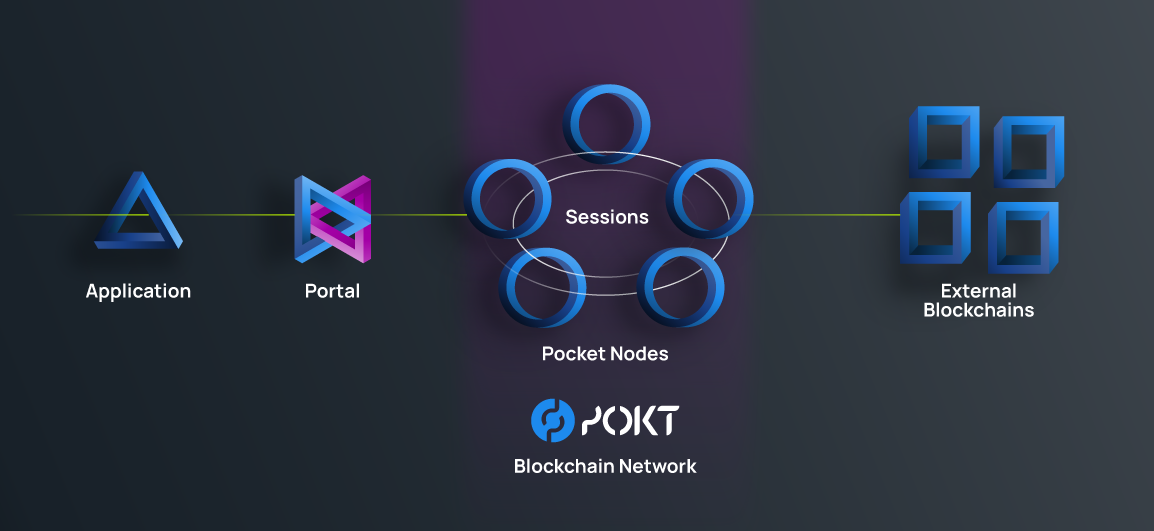 Sessions
Application
Portal
External
Blockchains
Pocket Nodes
POKT
Blockchain Network